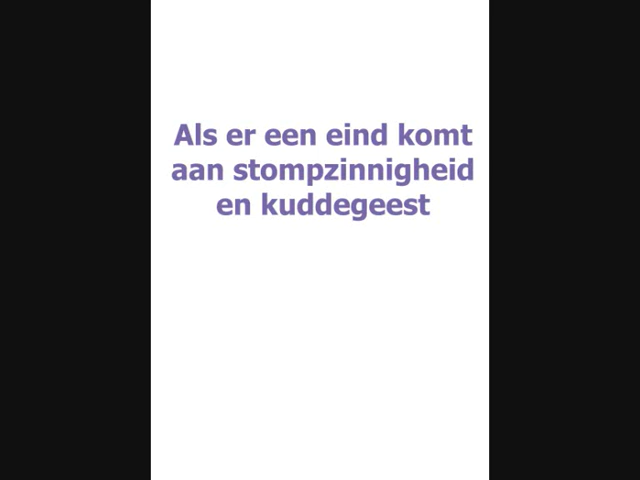 Als er een eind komt
aan stompzinnigheid
en kuddegeest